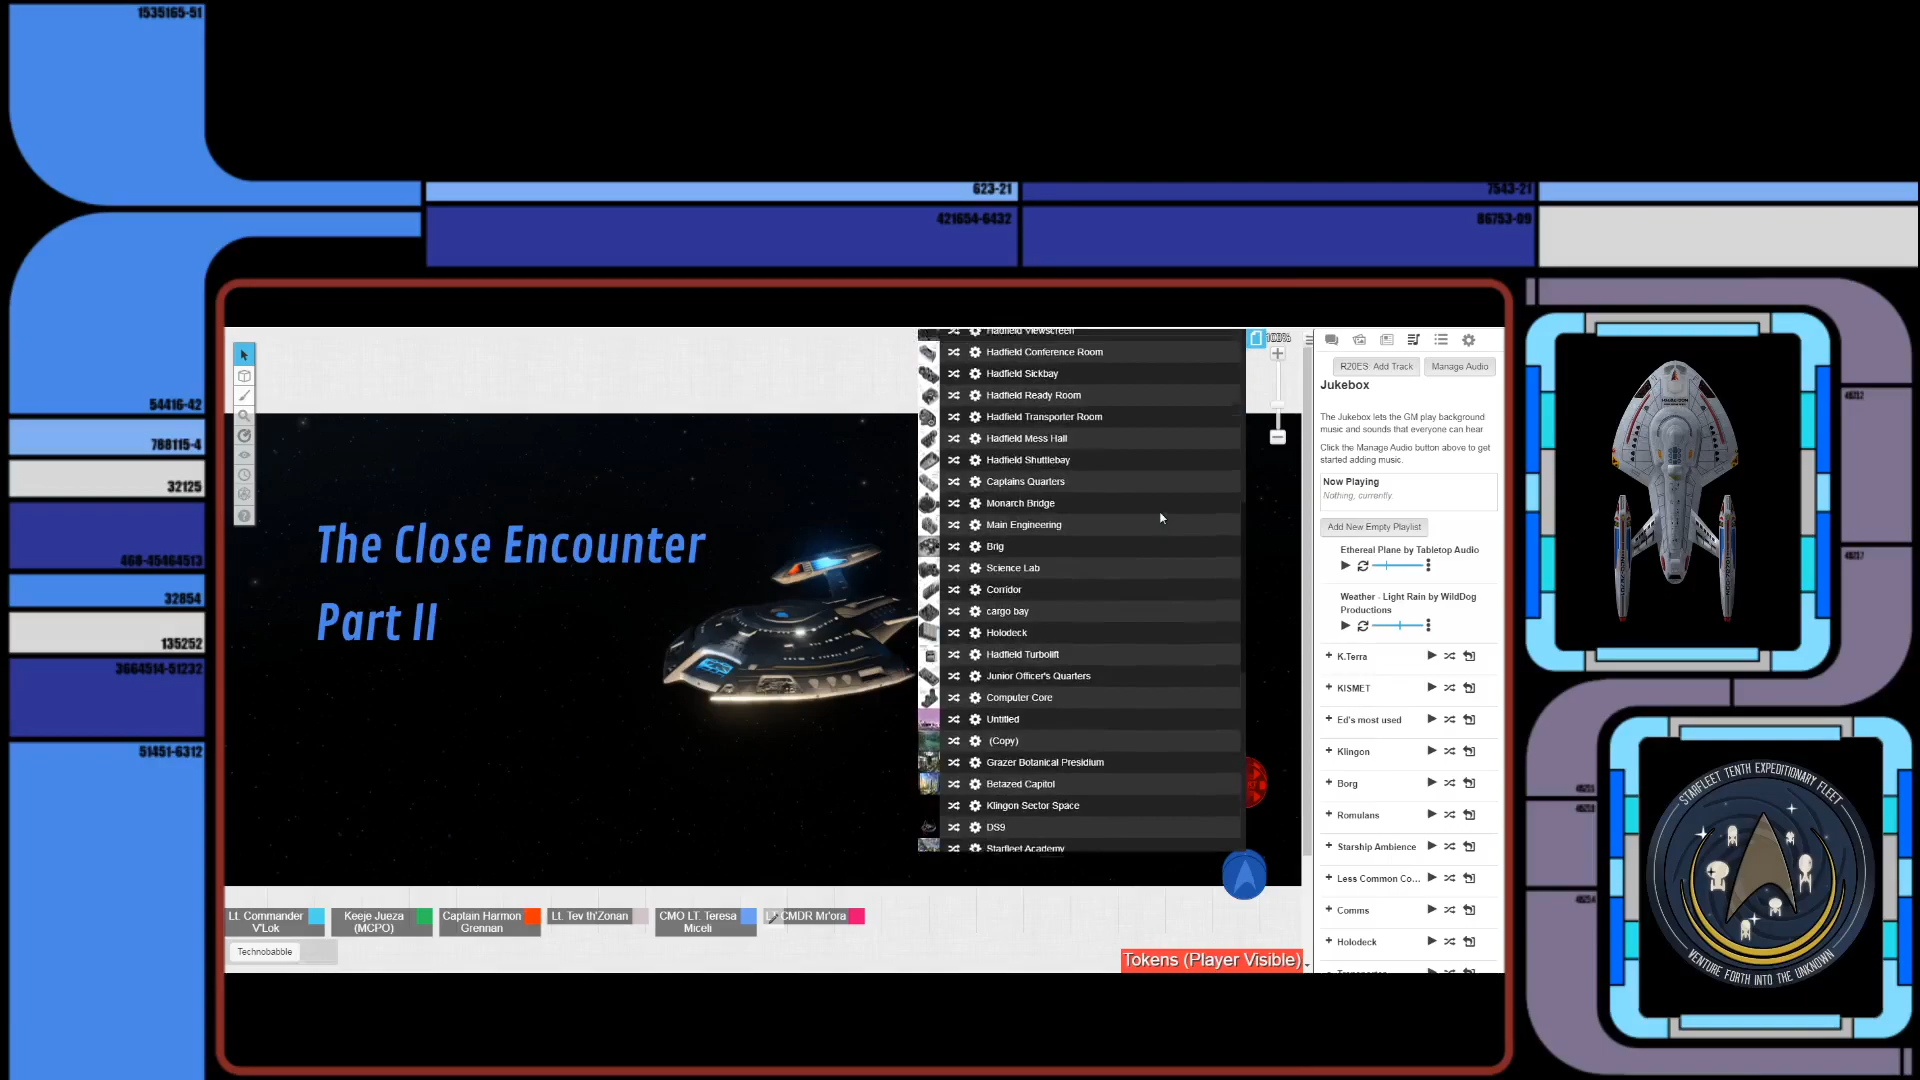 1535165-51
623-21
7543-21
421654-6432
86753-09
54416-42
768115-4
32125
468-45464513
32854
135252
3664514-51232
51451-6312
The Close Encounter
Part II
Hadfield Viewscreen
Hadfield Conference Room
Hadfield Sickbay
Hadfield Ready Room
Hadfield Transporter Room
Hadfield Mess Hall
Hadfield Shuttlebay
Captains Quarters
Monarch Bridge
Main Engineering
Brig
Science Lab
Corridor
cargo bay
Holodeck
Hadfield Turbolift
Junior Officer's Quarters
Computer Core
Untitled
(Copy)
Grazer Botanical Presidium
Betazed Capitol
Klingon Sector Space
DS9
Starfleet Academy
100%
R20ES: Add Track
Manage Audio
Jukebox
The Jukebox lets the GM play background
music and sounds that everyone can hear
Click the Manage Audio button above to get
started adding music.
Now Playing
Nothing, currently.
Add New Empty Playlist
Ethereal Plane by Tabletop Audio
Weather - Light Rain by WildDog
Productions
K.Terra
KISMET
Ed's most used
Klingon
Borg
Romulans
Starship Ambience
Less Common Co...
Comms
Holodeck
LL Commander
V'Lok
Keeje Jueza
(MCPO)
Captain Harmon
Grennan
LL Tev th'Zonan
CMO LT. Teresa
Miceli
CMDR Mr'ora
Technobabble
Tokens (Player Visible)
STARFLEET TENTH EXPEDITIONARY FLEET
VENTURE FORTH INTO THE UNKNOWN